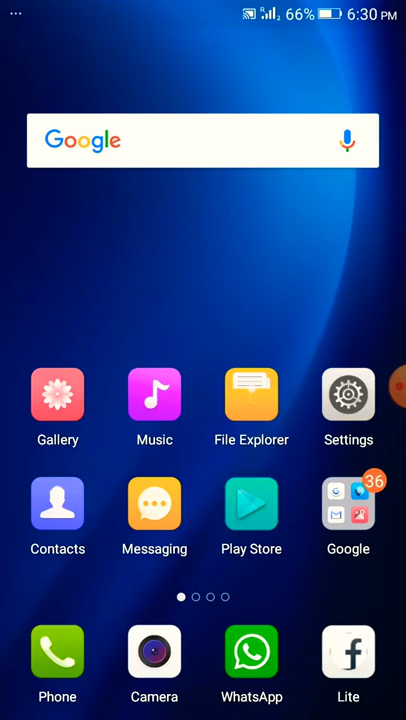 ... R 2 66% 6:30 PM
Google
Gallery Music File Explorer Settings
36
Contacts Messaging Play Store Google
Phone Camera WhatsApp Lite